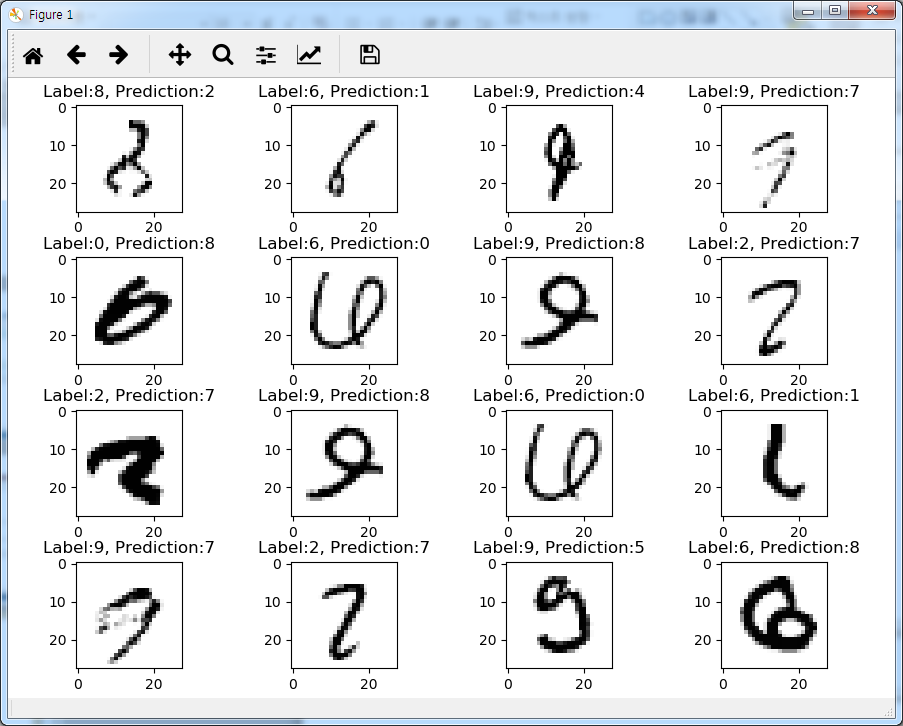 Figure 1
Label:8, Prediction:2 Label:6, Prediction:1 Label:9, Prediction:4 Label:9, Prediction:7
0 0 0 0
10 10 10 10
20 20 20 20
0 20 0 20 0 20 0 20
Label:0, Prediction:8 Label:6, Prediction:0 Label:9, Prediction:8 Label:2, Prediction:7
0 0 0 0
10 10 10 10
20 20 20 20
0 20 0 20 0 20 0 20
Label:2, Prediction:7 Label:9, Prediction:8 Label:6, Prediction:0 Label:6, Prediction:1
0 0 0 0
10 10 10 10
20 20 20 20
0 20 0 20 0 20 0 20
Label:9, Prediction:7 Label:2, Prediction:7 Label:9, Prediction:5 Label:6, Prediction:8
0 0 0 0
10 10 10 10
20 20 20 20
0 20 0 20 0 20 0 20